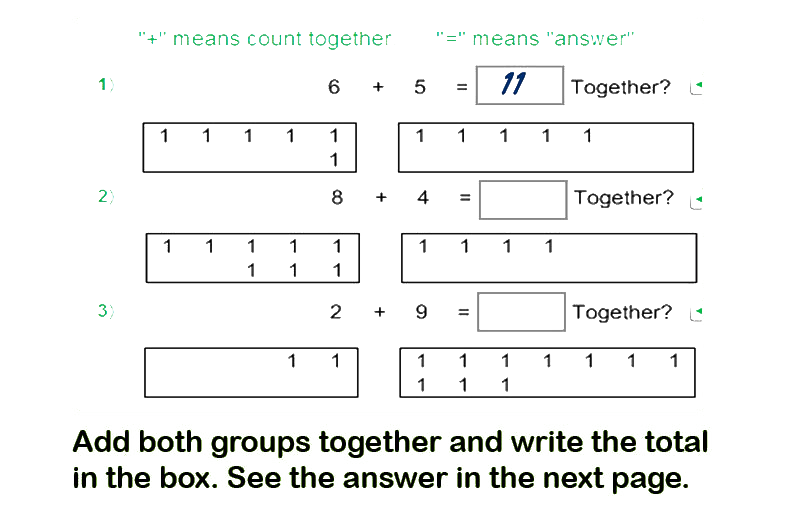 "+" means count together "=" means "answer"
1) 6 + 5 = 11 Together?
1 1 1 1 1 1 1 1 1 1
1
2) 8 + 4 = Together?
1 1 1 1 1 1 1 1 1
1 1 1
3) 2 + 9 = Together?
1 1 1 1 1 1 1 1 1
1 1 1
Add both groups together and write the total
in the box. See the answer in the next page.